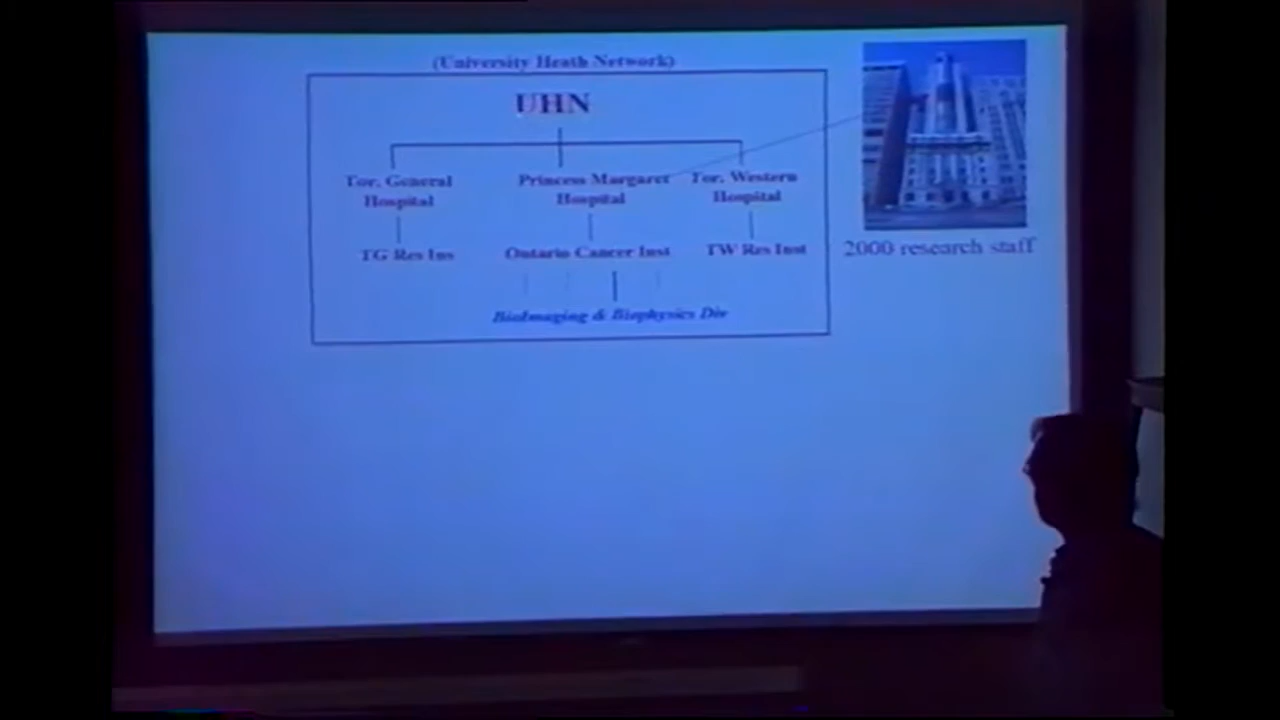 (University Heath Network)
UHN
Tor. General
Hospital
Princess Margaret
Hospital
Tor. Western
Hospital
TG Res Ins
Ontario Cancer Inst
TW Res Inst
2000 research staff
BioImaging & Biophysics Div